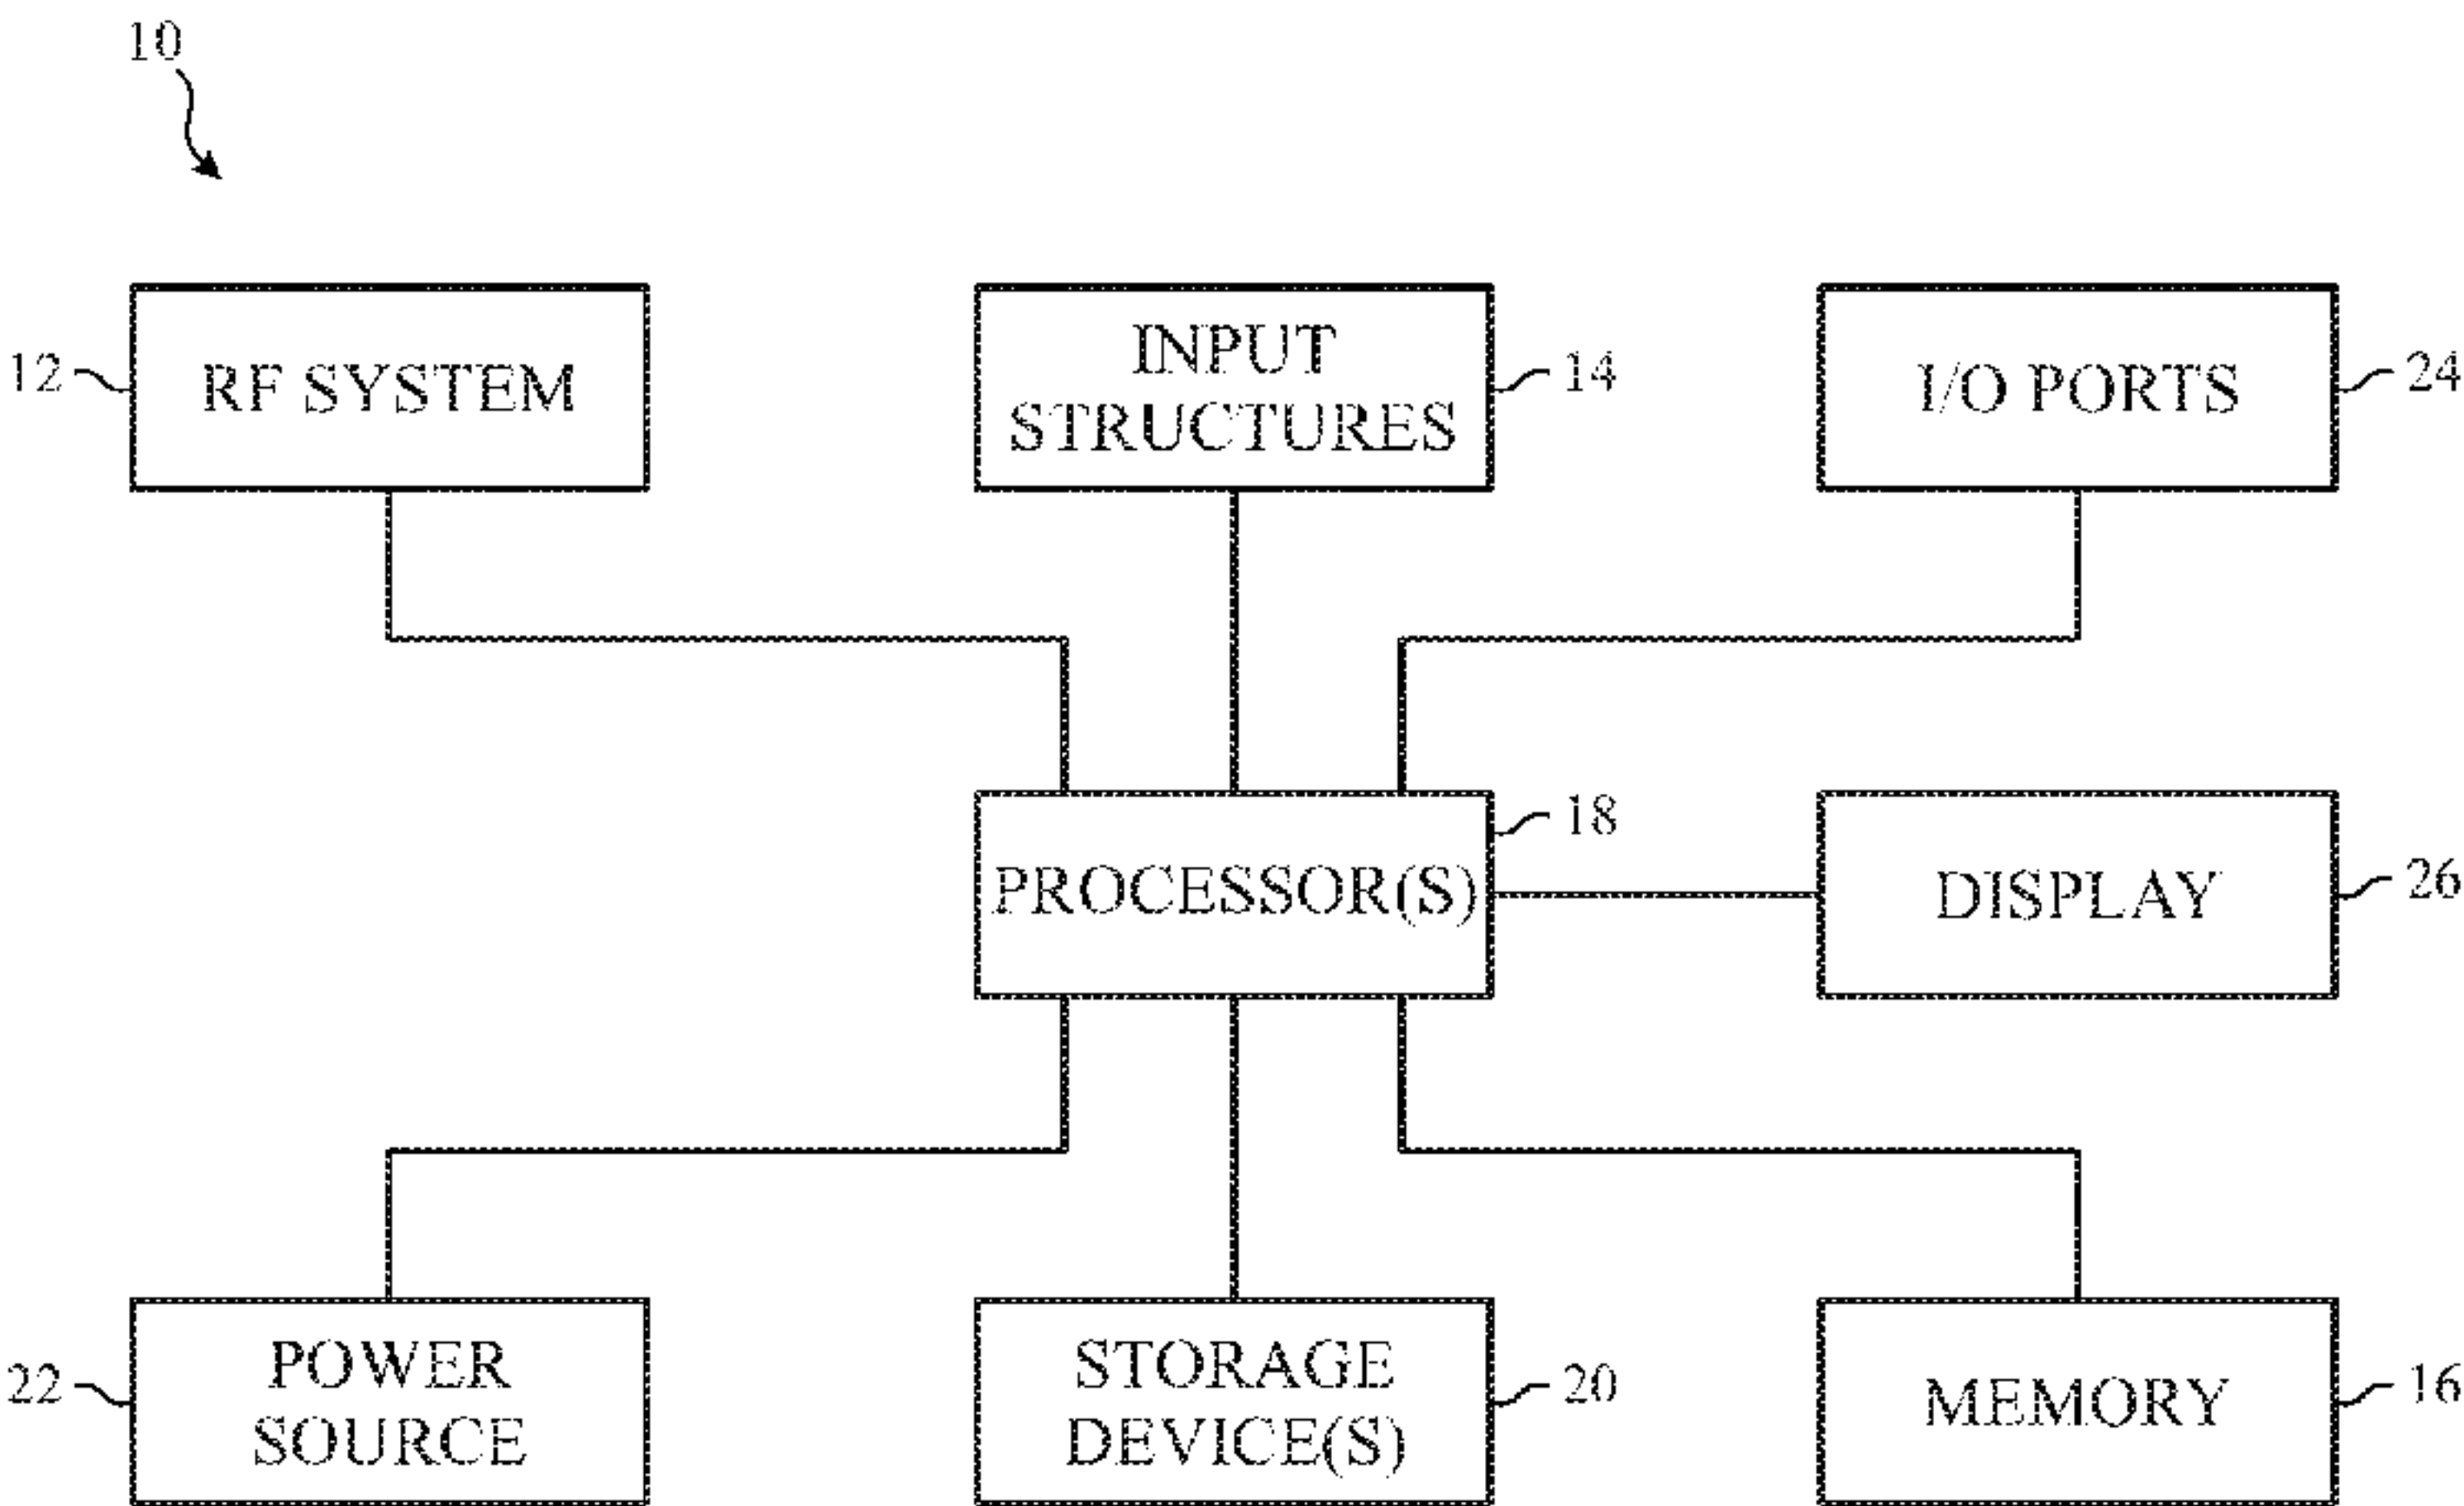 10
12
RF SYSTEM
INPUT
STRUCTURES
14
I/O PORTS
24
PROCESSOR(S)
18
DISPLAY
26
22
POWER
SOURCE
STORAGE
DEVICE(S)
20
MEMORY
16